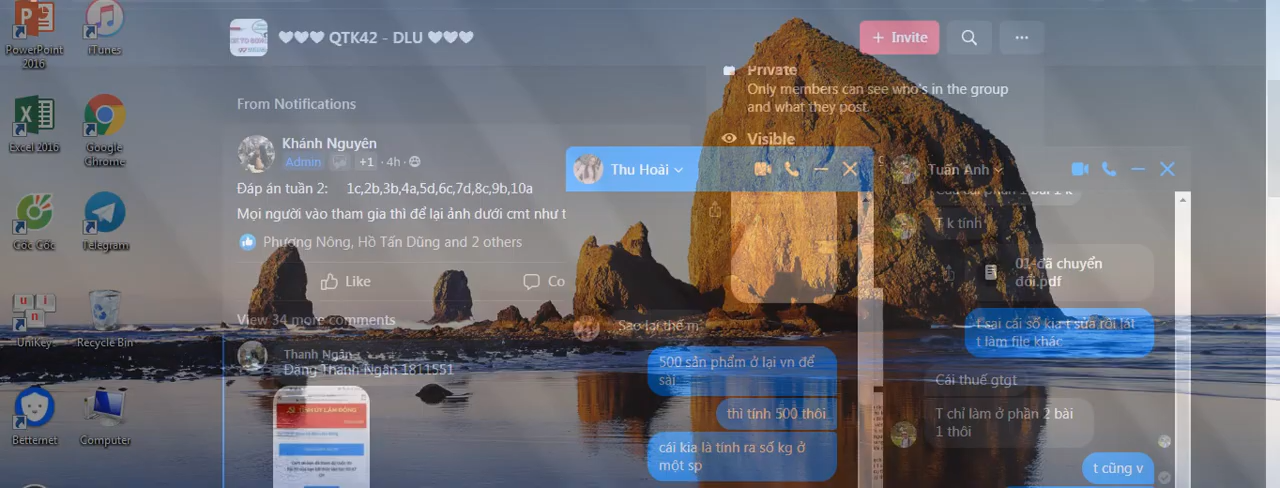 PowerPoint
2016
iTunes
Excel 2016
Google
Chrome
Cốc Cốc
Telegram
UniKey
Recycle Bin
Betternet
Computer
QTK42 - DLU
+ Invite
Private
Only members can see who's in the group
and what they post.
Visible
From Notifications
Khánh Nguyên
Admin
+1 · 4h ·
Đáp án tuần 2: 1c,2b,3b,4a,5d,6c,7d,8c,9b,10a
Mọi người vào tham gia thì để lại ảnh dưới cmt như t
Phượng Nông, Hồ Tấn Dũng and 2 others
Like
Co
View 34 more comments
Thanh Ngân
Đặng Thanh Ngân 1811551
TỈNH ỦY LÂM ĐỒNG
Thu Hoài
Sao lại thế m
500 sản phẩm ở lại vn để
sài
thì tính 500 thôi
cái kia là tính ra số kg ở
một sp
Tuấn Anh
T k tính
01-đã chuyển
đổi.pdf
t sai cái số kia t sửa rồi lát
t làm file khác
Cái thuế gtgt
T chỉ làm ở phần 2 bài
1 thôi
t cũng v